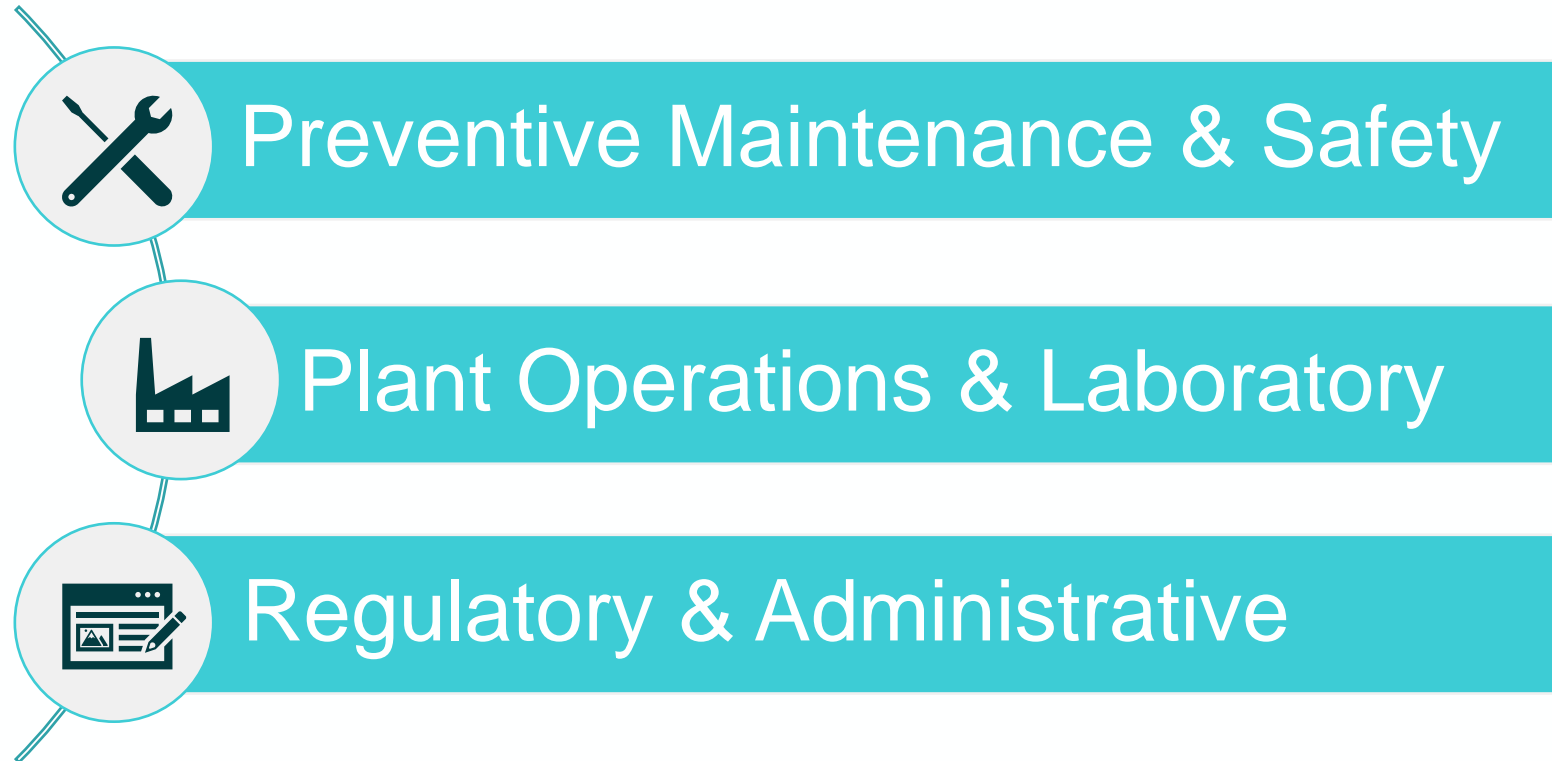 Preventive Maintenance & Safety
Plant Operations & Laboratory
Regulatory & Administrative